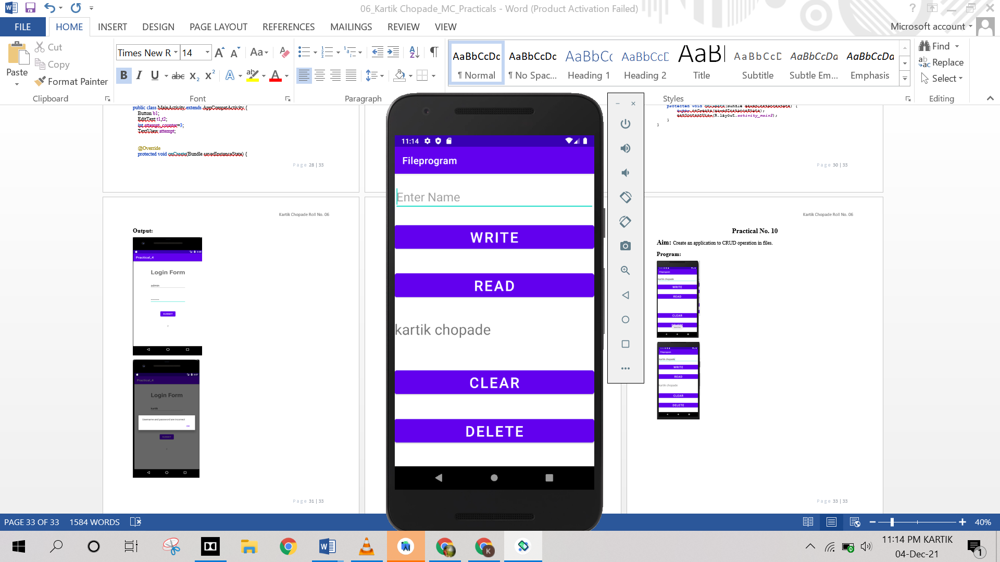 06_Kartik Chopade_MC_Practicals - Word (Product Activation Failed)
FILE HOME INSERT DESIGN PAGE LAYOUT REFERENCES MAILINGS REVIEW VIEW Microsoft account
Paste
Cut
Copy
Format Painter
Clipboard
Times New R 14
Font
Paragraph
AaBbCcDc AaBbCcDc AaBbCc AaBbCcD AaBl AaBbCcD AaBbCcDa AaBbCcDa
¶ Normal ¶ No Spac... Heading 1 Heading 2 Title Subtitle Subtle Em... Emphasis
Styles
Find
Replace
Select
Editing
public class MainActivity extends AppCompatActivity {
Button b1;
EditText t1,t2;
int attempt_counter=3;
TextView attempt;
@Override
protected void onCreate(Bundle savedInstanceState) {
Page 28 | 33
protected void onCreate(Bundle savedInstanceState) {
super.onCreate(savedInstanceState);
setContentView(R.layout.activity_main2);
}
}
Page 30 | 33
Kartik Chopade Roll No. 06
Output:
Practical_4
Login Form
admin
SUBMIT
Practical_4
Login Form
kartik
Username and password are incorrect
OK
SUBMIT
Page 31 | 33
11:14
Fileprogram
Enter Name
WRITE
READ
kartik chopade
CLEAR
DELETE
Kartik Chopade Roll No. 06
Practical No. 10
Aim: Create an application to CRUD operation in files.
Program:
Fileprogram
kartik chopade
WRITE
READ
CLEAR
DELETE
Fileprogram
kartik chopade
WRITE
READ
kartik chopade
CLEAR
DELETE
Page 33 | 33
PAGE 33 OF 33 1584 WORDS 40%
11:14 PM KARTIK
04-Dec-21
1